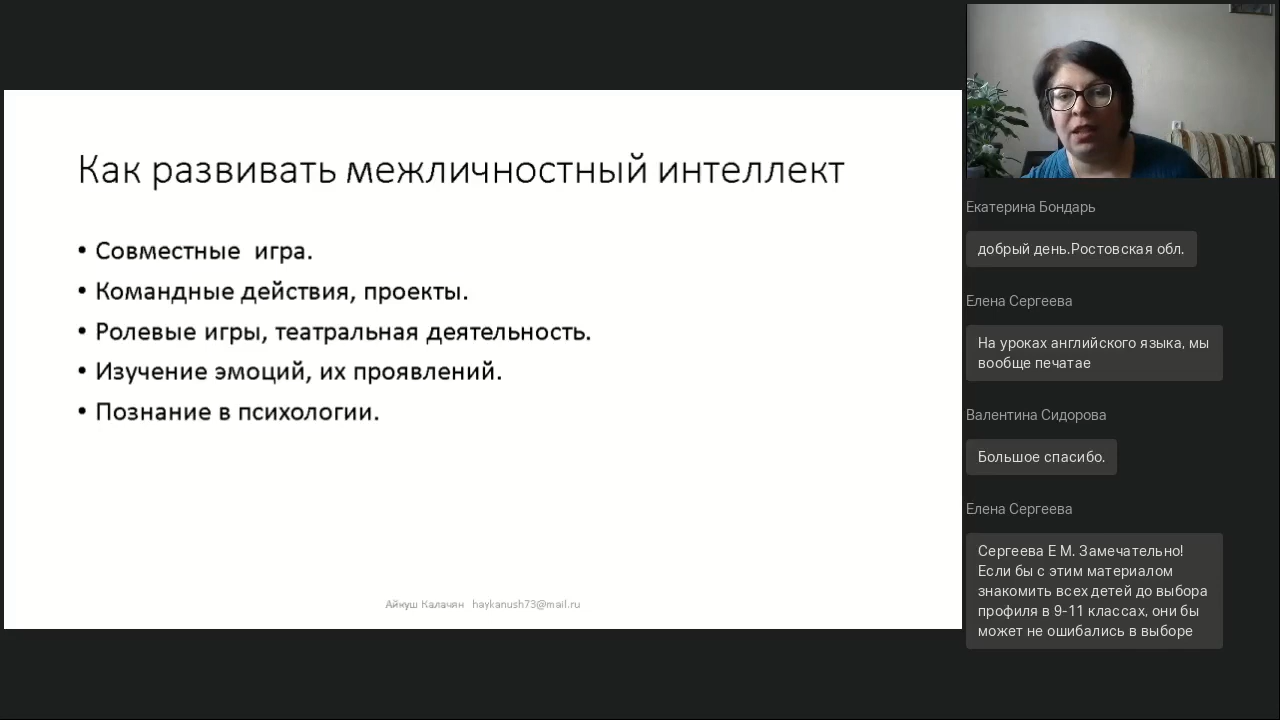 Как развивать межличностный интеллект
• Совместные игра.
• Командные действия, проекты.
• Ролевые игры, театральная деятельность.
• Изучение эмоций, их проявлений.
• Познание в психологии.
Айкуш Калачян haykanush73@mail.ru
Екатерина Бондарь
добрый день.Ростовская обл.
Елена Сергеева
На уроках английского языка, мы
вообще печатае
Валентина Сидорова
Большое спасибо.
Елена Сергеева
Сергеева Е М. Замечательно!
Если бы с этим материалом
знакомить всех детей до выбора
профиля в 9-11 классах, они бы
может не ошибались в выборе